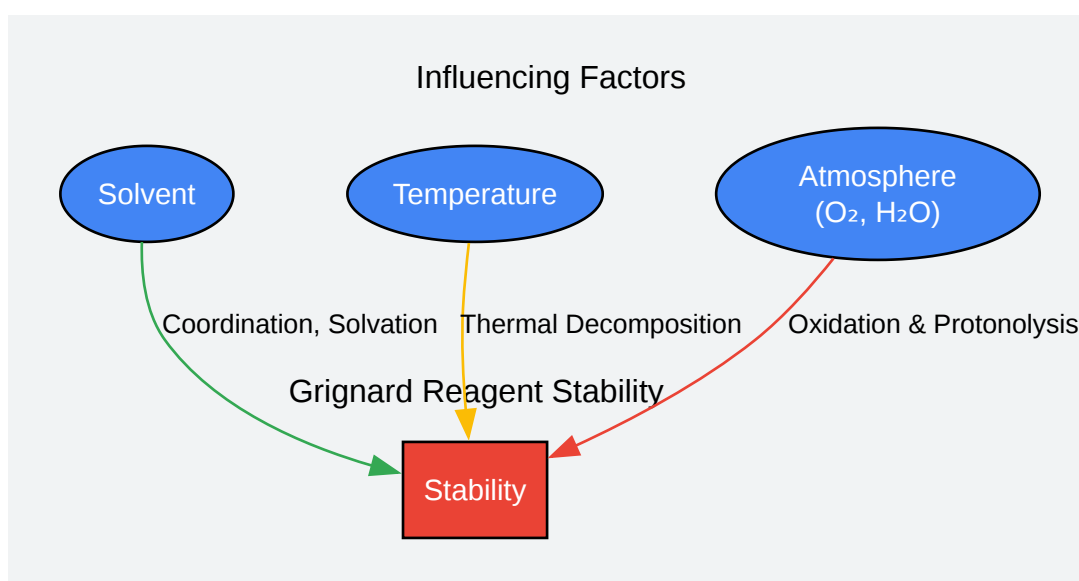 Influencing Factors
Solvent
Temperature
Atmosphere
(O₂, H₂O)
Coordination, Solvation
Thermal Decomposition
Oxidation & Protonolysis
Grignard Reagent Stability
Stability